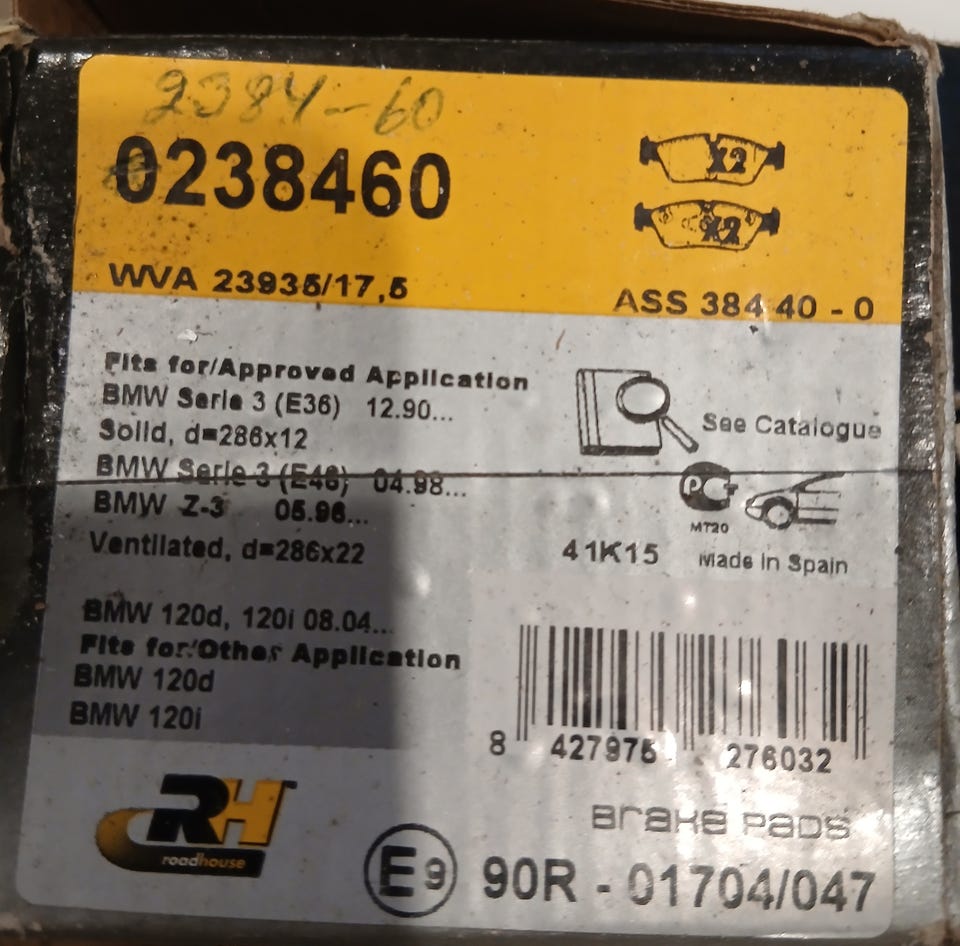 2384-60
0238460
X2
X2
WVA 23935/17,5
ASS 384 40 - 0
Fits for/Approved Application
BMW Serie 3 (E36) 12.90...
Solid, d=286x12
BMW Serie 3 (E46) 04.98...
BMW Z-3 05.96...
Ventilated, d=286x22
BMW 120d, 120i 08.04...
Fits for/Other Application
BMW 120d
BMW 120i
See Catalogue
PCT
MT20
41K15
Made in Spain
8 427975 276032
RH
roadhouse
Brake Pads
E9
90R - 01704/047